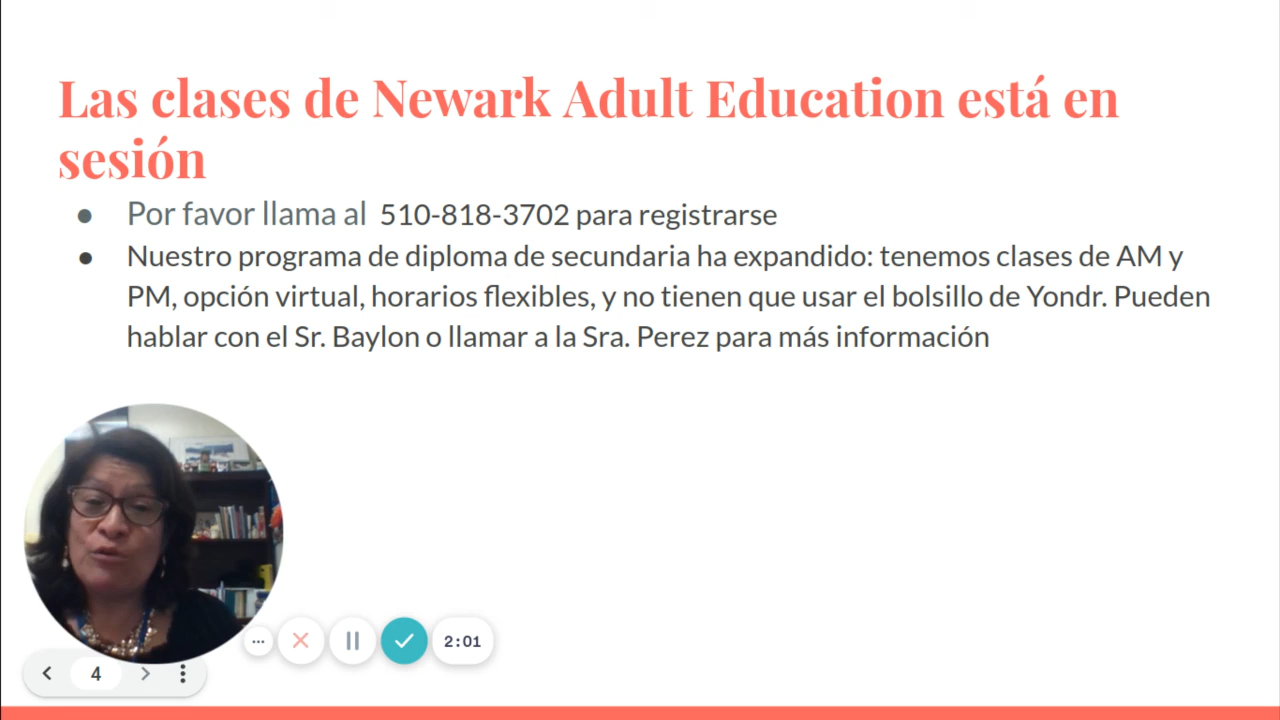 Las clases de Newark Adult Education está en
sesión
● Por favor llama al 510-818-3702 para registrarse
● Nuestro programa de diploma de secundaria ha expandido: tenemos clases de AM y
PM, opción virtual, horarios flexibles, y no tienen que usar el bolsillo de Yondr. Pueden
hablar con el Sr. Baylon o llamar a la Sra. Perez para más información
2:01
4